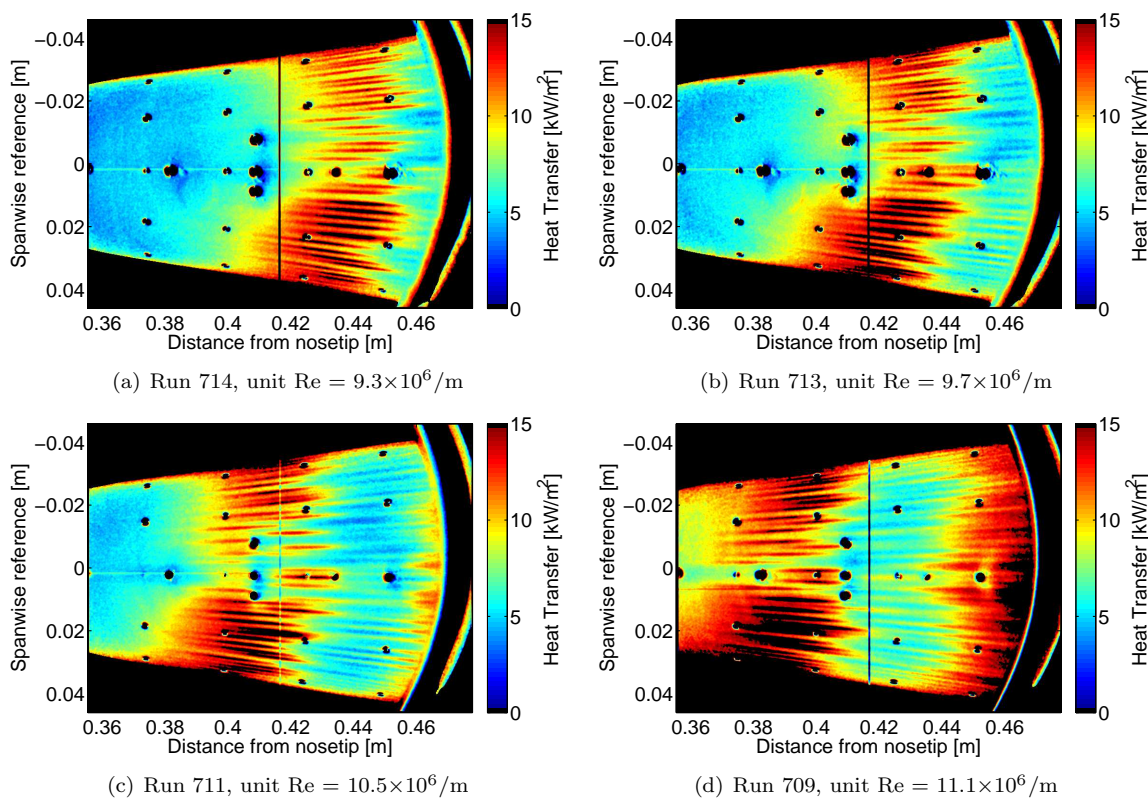 −0.04
−0.02
0
0.02
0.04
Spanwise reference [m]
0.36 0.38 0.4 0.42 0.44 0.46
Distance from nosetip [m]
15
10
5
0
Heat Transfer [kW/m²]
(a) Run 714, unit Re = 9.3×10⁶/m
−0.04
−0.02
0
0.02
0.04
Spanwise reference [m]
0.36 0.38 0.4 0.42 0.44 0.46
Distance from nosetip [m]
15
10
5
0
Heat Transfer [kW/m²]
(b) Run 713, unit Re = 9.7×10⁶/m
−0.04
−0.02
0
0.02
0.04
Spanwise reference [m]
0.36 0.38 0.4 0.42 0.44 0.46
Distance from nosetip [m]
15
10
5
0
Heat Transfer [kW/m²]
(c) Run 711, unit Re = 10.5×10⁶/m
−0.04
−0.02
0
0.02
0.04
Spanwise reference [m]
0.36 0.38 0.4 0.42 0.44 0.46
Distance from nosetip [m]
15
10
5
0
Heat Transfer [kW/m²]
(d) Run 709, unit Re = 11.1×10⁶/m